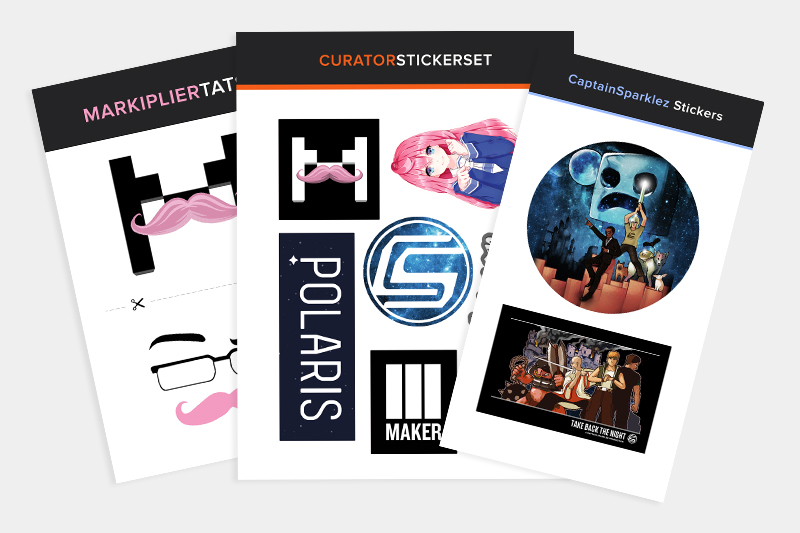 MARKIPLIERTAT
CURATORSTICKERSET
CaptainSparklez Stickers
POLARIS
MAKER
TAKE BACK THE NIGHT